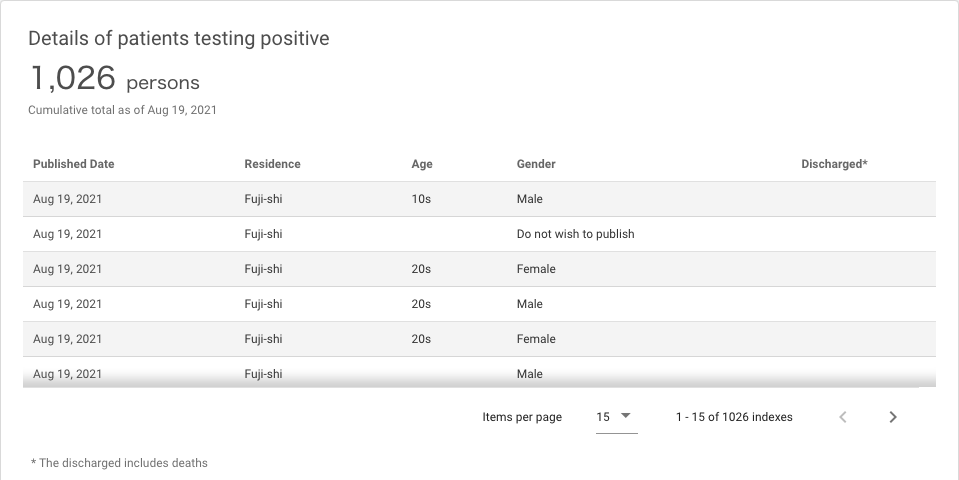 Details of patients testing positive
1,026 persons
Cumulative total as of Aug 19, 2021
Published Date Residence Age Gender Discharged*
Aug 19, 2021 Fuji-shi 10s Male
Aug 19, 2021 Fuji-shi Do not wish to publish
Aug 19, 2021 Fuji-shi 20s Female
Aug 19, 2021 Fuji-shi 20s Male
Aug 19, 2021 Fuji-shi 20s Female
Aug 19, 2021 Fuji-shi Male
Items per page 15 1 - 15 of 1026 indexes
* The discharged includes deaths